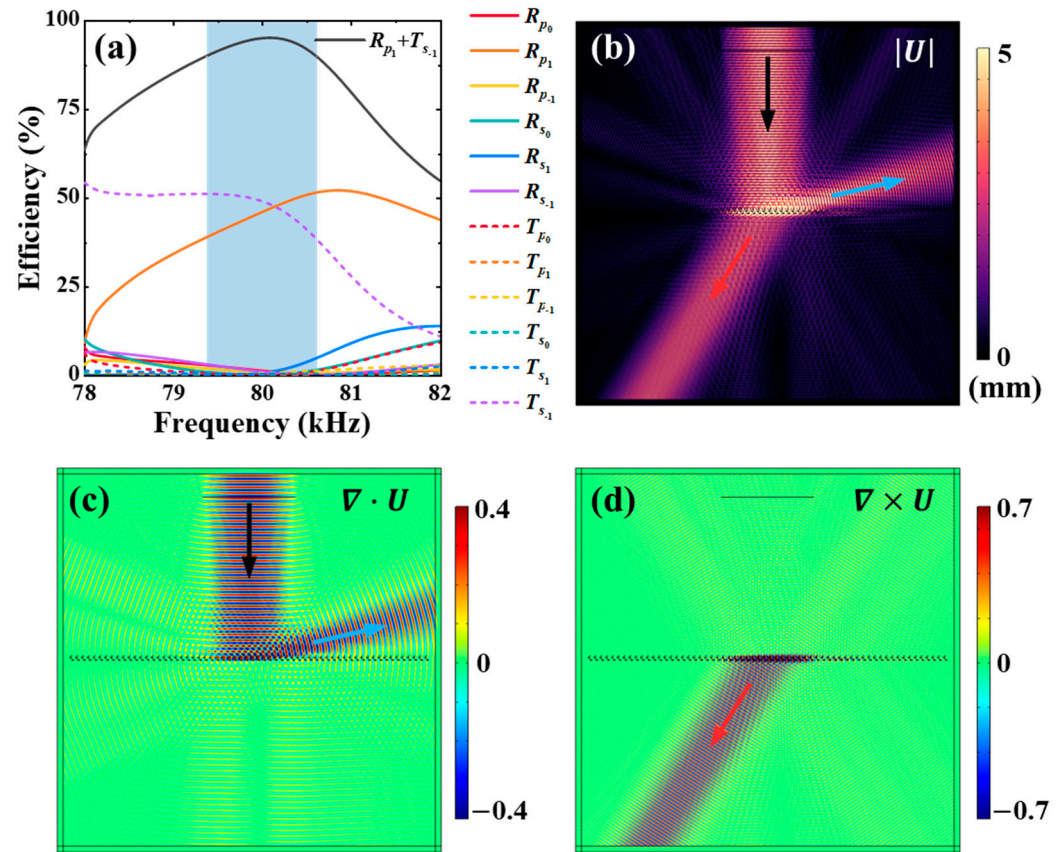 (a)
R_{p_1}+T_{s_{-1}}
100
75
50
25
0
Efficiency (%)
78 79 80 81 82
Frequency (kHz)
R_{p_0}
R_{p_1}
R_{p_{-1}}
R_{s_0}
R_{s_1}
R_{s_{-1}}
T_{p_0}
T_{p_1}
T_{p_{-1}}
T_{s_0}
T_{s_1}
T_{s_{-1}}
(b)
|U|
5
0
(mm)
(c)
∇ · U
0.4
0
−0.4
(d)
∇ × U
0.7
0
−0.7